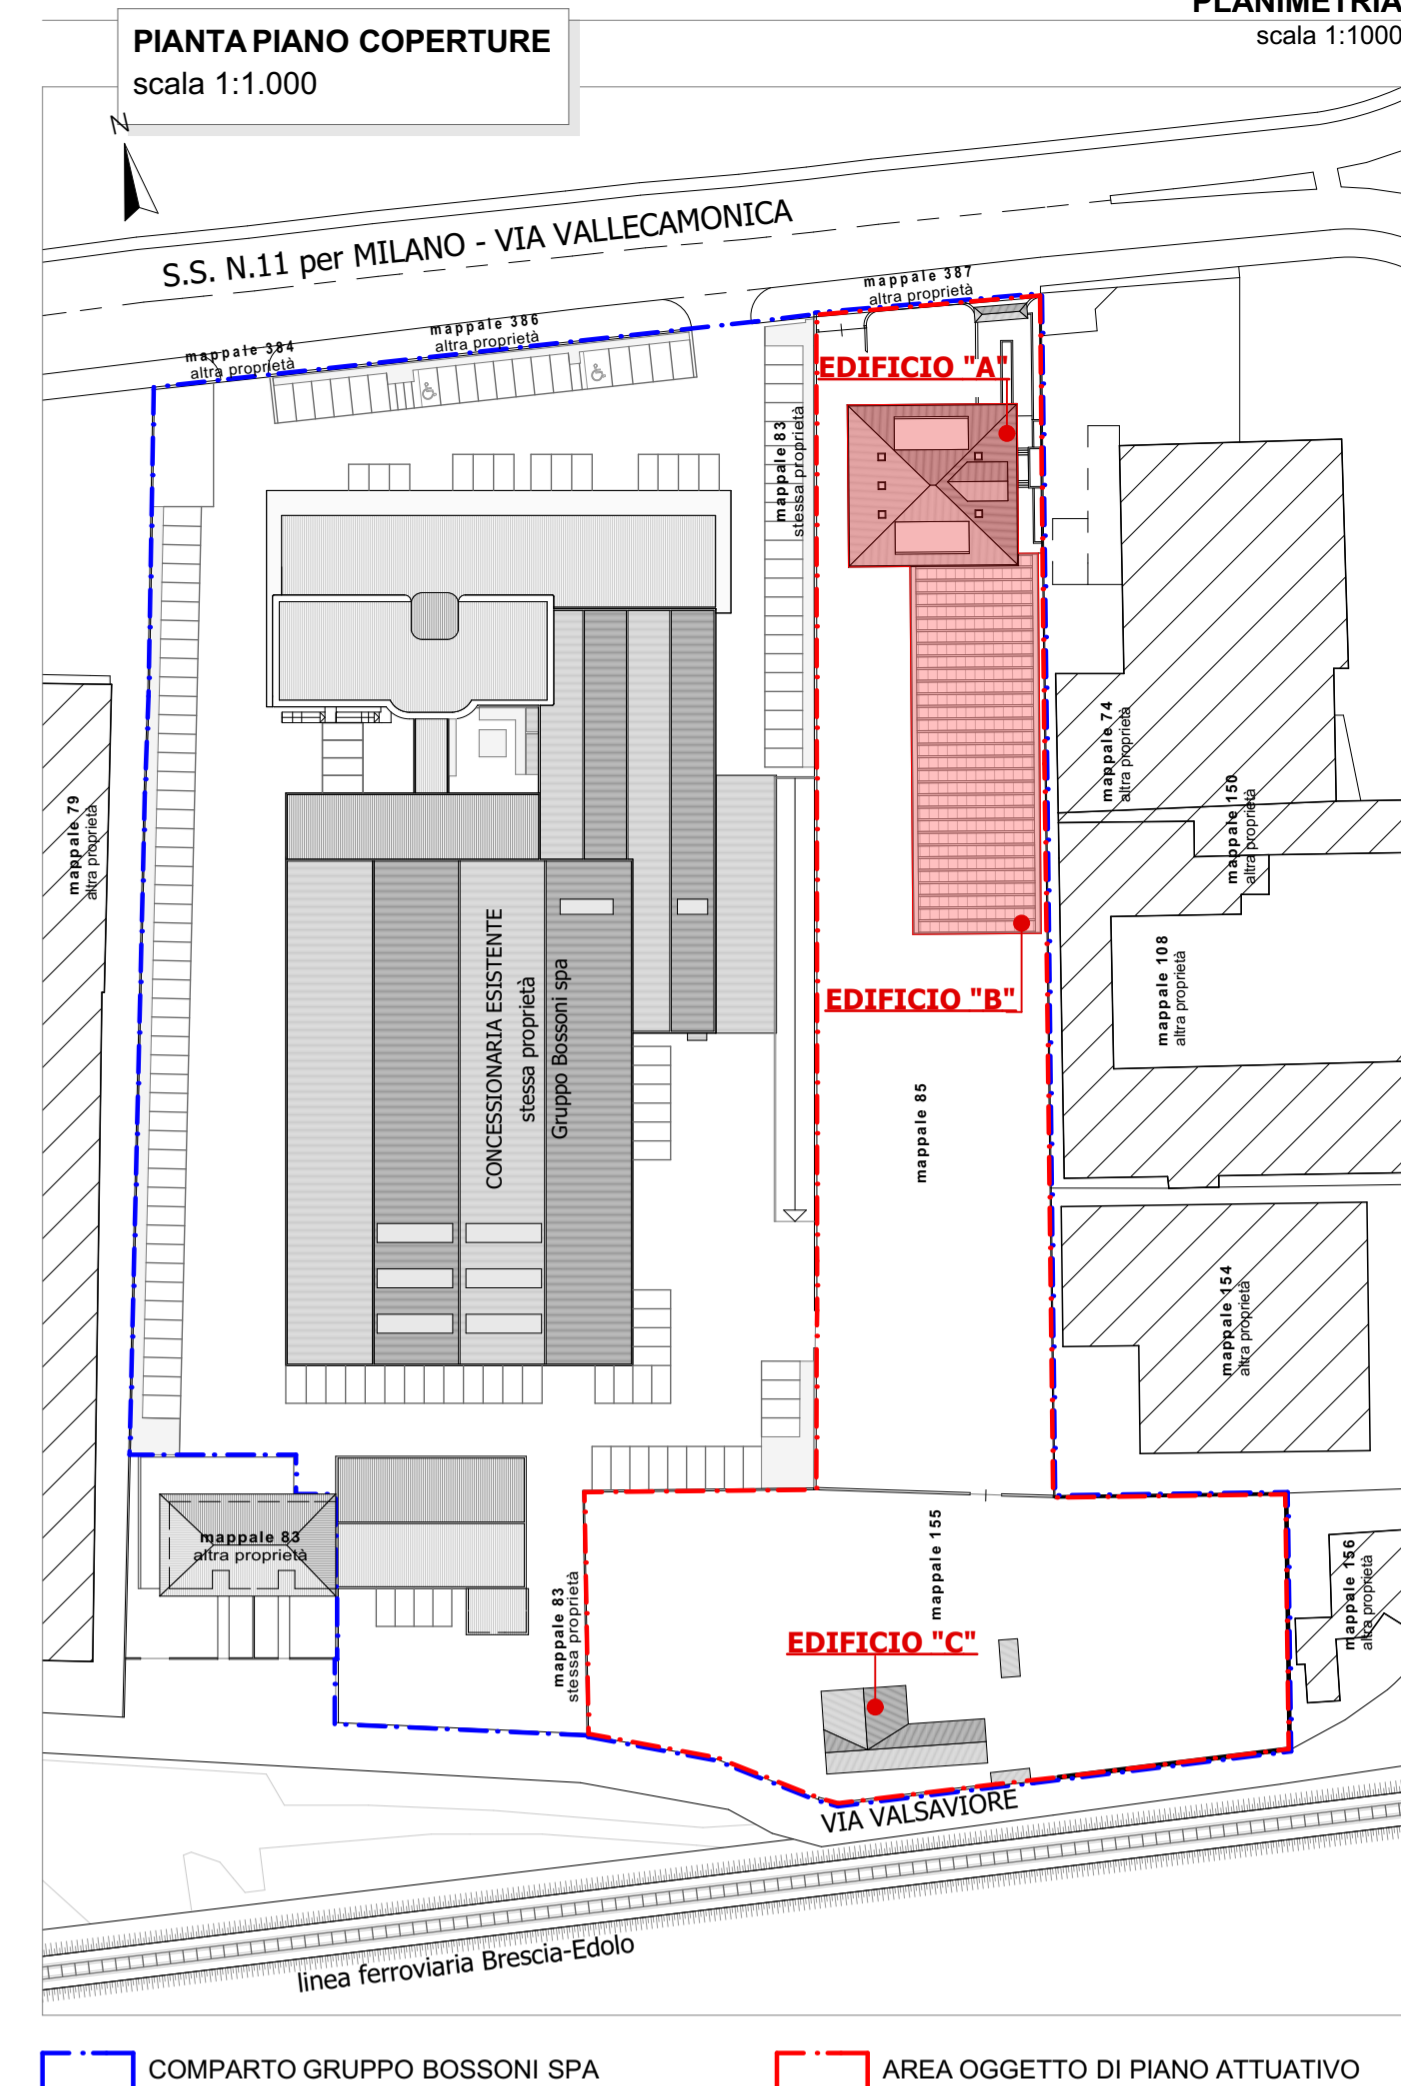 PLANIMETRIA
scala 1:1000
PIANTA PIANO COPERTURE
scala 1:1.000
N
S.S. N.11 per MILANO - VIA VALLECAMONICA
mappale 387
altra proprietà
mappale 386
altra proprietà
mappale 384
altra proprietà
EDIFICIO "A"
mappale 83
stessa proprietà
mappale 74
altra proprietà
mappale 150
altra proprietà
mappale 79
altra proprietà
CONCESSIONARIA ESISTENTE
stessa proprietà
Gruppo Bossoni spa
mappale 108
altra proprietà
EDIFICIO "B"
mappale 85
mappale 154
altra proprietà
mappale 83
altra proprietà
mappale 155
mappale 156
altra proprietà
mappale 83
stessa proprietà
EDIFICIO "C"
VIA VALSAVIORE
linea ferroviaria Brescia-Edolo
COMPARTO GRUPPO BOSSONI SPA
AREA OGGETTO DI PIANO ATTUATIVO